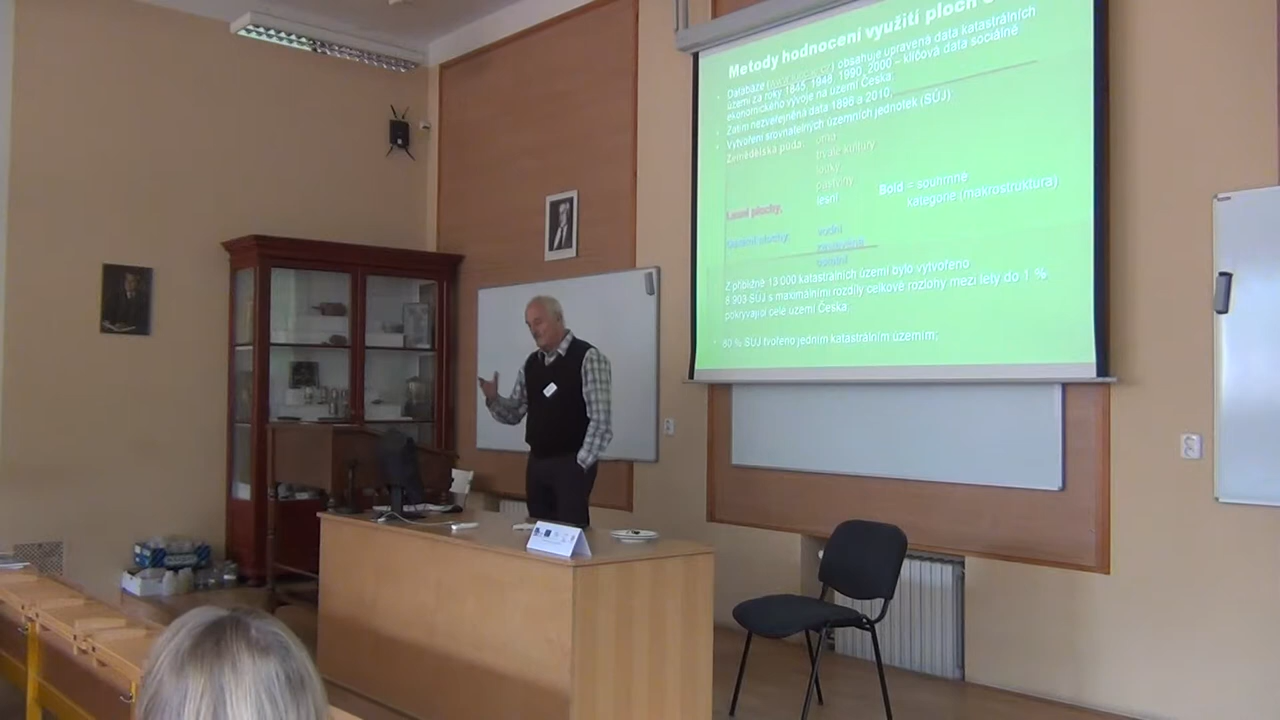 Metody hodnocení využití ploch
Databáze ( ) obsahuje upravená data katastrálních
území za roky 1845, 1948, 1990, 2000 – klíčová data sociálně
ekonomického vývoje na území Česka;
Zatím nezveřejněná data 1896 a 2010,
Vytvoření srovnatelných územních jednotek (SÚJ)
Zemědělská půda: orná
trvalé kultury
louky
pastviny
lesní
Bold = souhrnné
kategorie (makrostruktura)
Lesní plochy,
vodní
zastavěné
Z přibližně 13 000 katastrálních území bylo vytvořeno
8 903 SÚJ s maximálními rozdíly celkové rozlohy mezi lety do 1 %
pokrývající celé území Česka;
80 % SÚJ tvořeno jedním katastrálním územím;